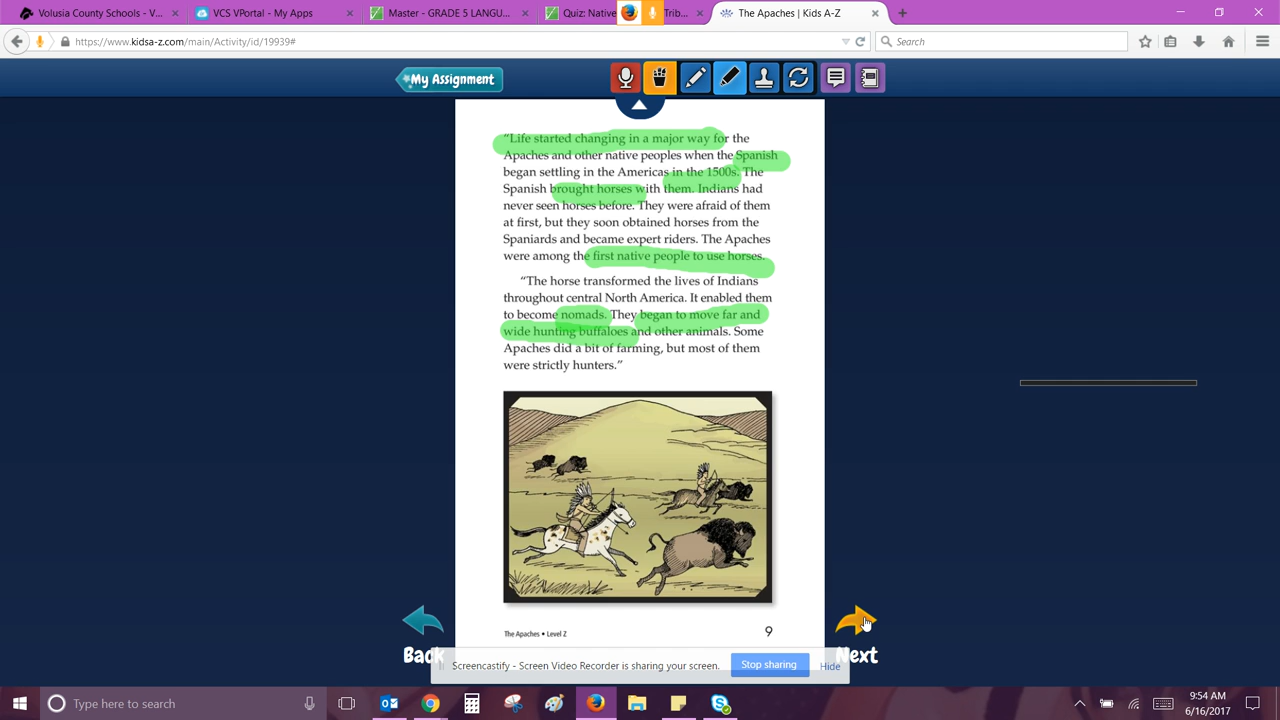 Volusia County Schools - V...
VCS VPortal - My Apps
Master - GRADE 5 LANGU...
Quiz: Native
Trib...
The Apaches | Kids A-Z
https://www.kidsa-z.com/main/Activity/id/19939#
Search
My Assignment
“Life started changing in a major way for the
Apaches and other native peoples when the Spanish
began settling in the Americas in the 1500s. The
Spanish brought horses with them. Indians had
never seen horses before. They were afraid of them
at first, but they soon obtained horses from the
Spaniards and became expert riders. The Apaches
were among the first native people to use horses.
“The horse transformed the lives of Indians
throughout central North America. It enabled them
to become nomads. They began to move far and
wide hunting buffaloes and other animals. Some
Apaches did a bit of farming, but most of them
were strictly hunters.”
The Apaches • Level Z
9
Back
Next
Screencastify - Screen Video Recorder is sharing your screen.
Stop sharing
Hide
Type here to search
9:54 AM
6/16/2017